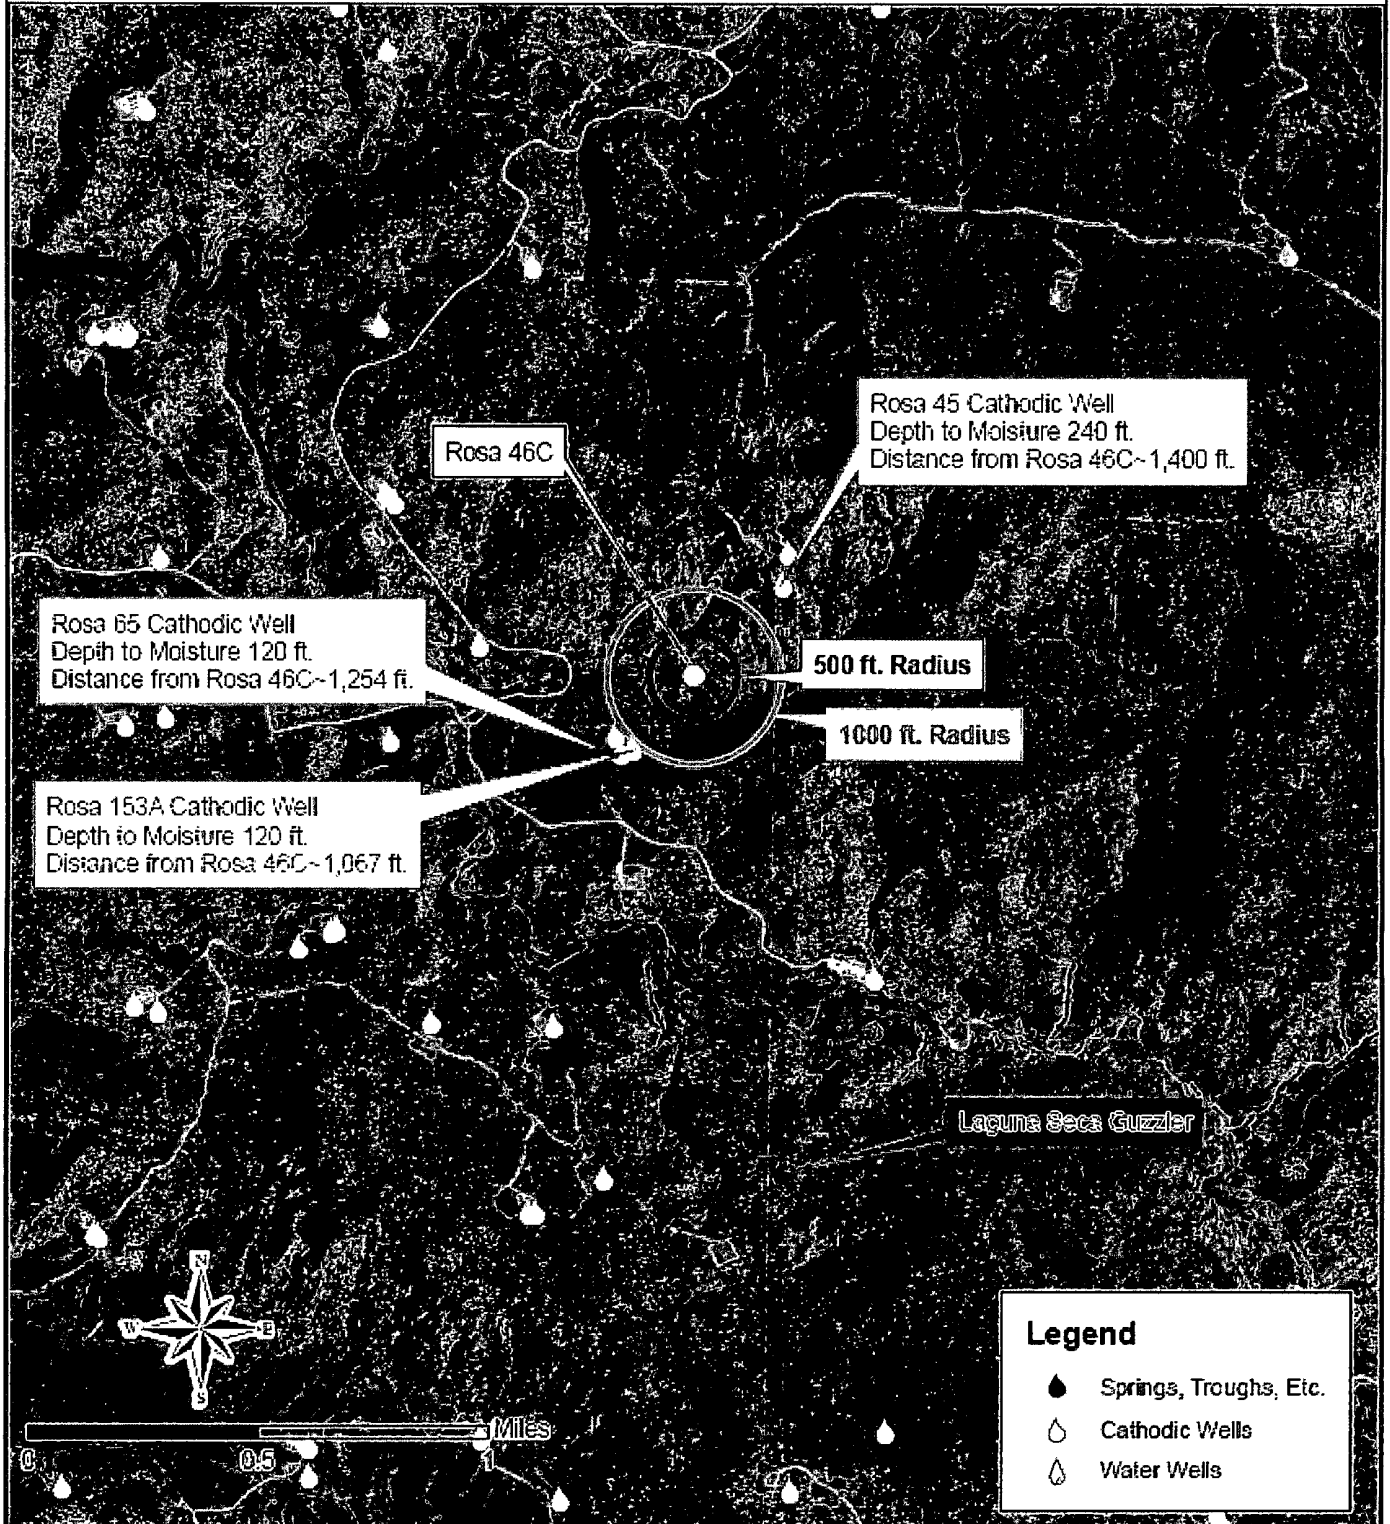 Rosa 45 Cathodic Well
Depth to Moisture 240 ft.
Distance from Rosa 46C~1,400 ft.
Rosa 46C
Rosa 65 Cathodic Well
Depth to Moisture 120 ft.
Distance from Rosa 46C~1,254 ft.
500 ft. Radius
1000 ft. Radius
Rosa 153A Cathodic Well
Depth to Moisture 120 ft.
Distance from Rosa 46C~1,067 ft.
Laguna Seca Guzzler
N
W
E
S
Miles
0
0.5
1
Legend
Springs, Troughs, Etc.
Cathodic Wells
Water Wells